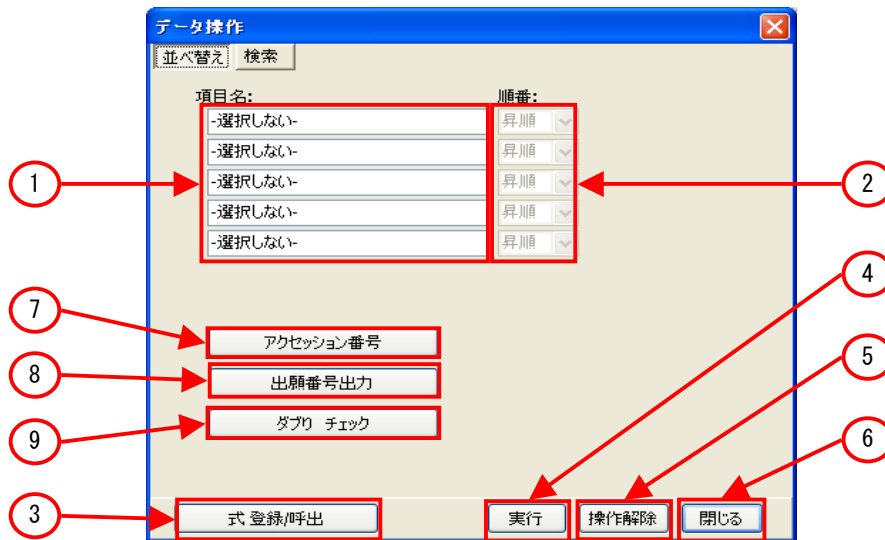 データ操作
並べ替え 検索
項目名: 順番:
-選択しない- 昇順
-選択しない- 昇順
-選択しない- 昇順
-選択しない- 昇順
-選択しない- 昇順
1
2
4
7
アクセッション番号
5
8
出願番号出力
ダブり チェック
9
6
3
式 登録/呼出 実行 操作解除 閉じる